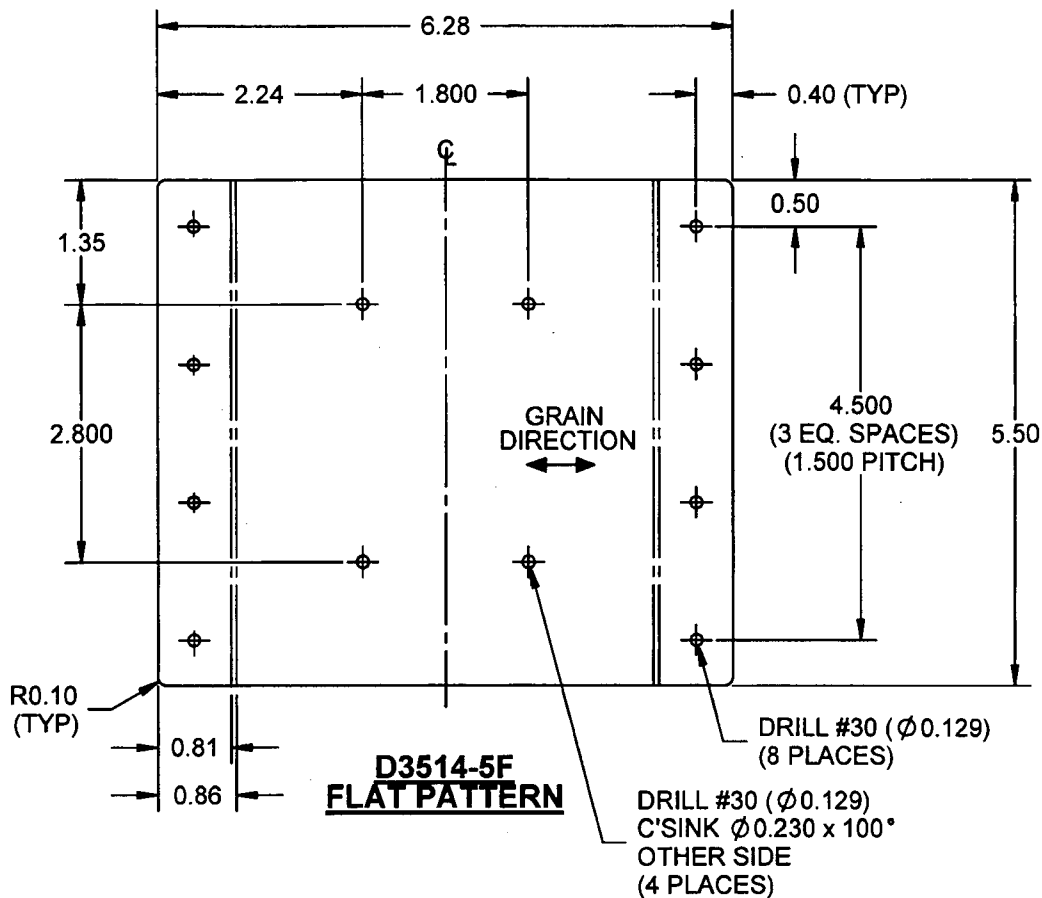 6.28
2.24
1.800
0.40 (TYP)
℄
0.50
1.35
2.800
GRAIN
DIRECTION
4.500
(3 EQ. SPACES)
(1.500 PITCH)
5.50
R0.10
(TYP)
0.81
0.86
D3514-5F
FLAT PATTERN
DRILL #30 (Ø0.129)
(8 PLACES)
DRILL #30 (Ø0.129)
C'SINK Ø0.230 x 100°
OTHER SIDE
(4 PLACES)